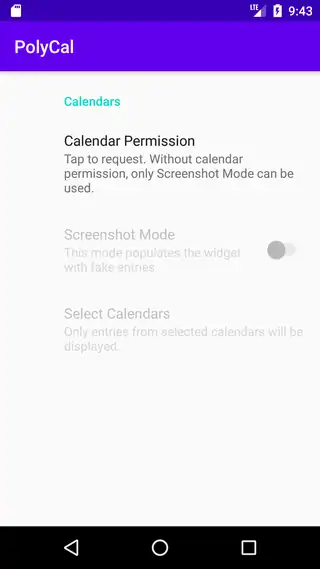 LTE 9:43
PolyCal
Calendars
Calendar Permission
Tap to request. Without calendar
permission, only Screenshot Mode can be
used.
Screenshot Mode
This mode populates the widget
with fake entries.
Select Calendars
Only entries from selected calendars will be
displayed.